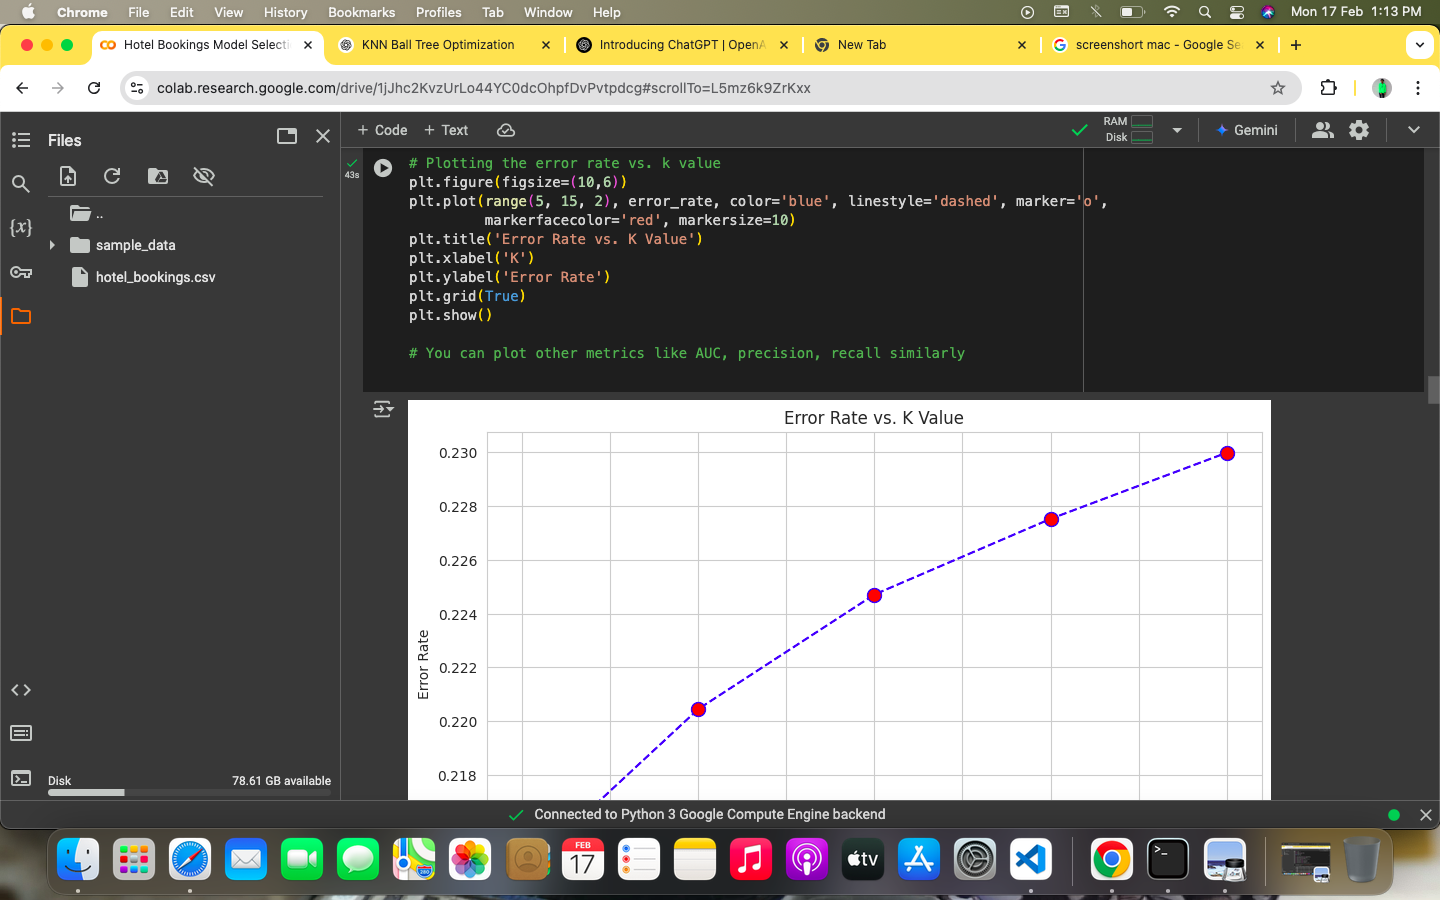 Chrome File Edit View History Bookmarks Profiles Tab Window Help Mon 17 Feb 1:13 PM
Hotel Bookings Model Selecti KNN Ball Tree Optimization Introducing ChatGPT | OpenA New Tab screenshort mac - Google Se
colab.research.google.com/drive/1jJhc2KvzUrLo44YC0dcOhpfDvPvtpdcg#scrollTo=L5mz6k9ZrKxx
Files
+ Code + Text
RAM
Disk
Gemini
..
{x}
sample_data
hotel_bookings.csv
43s
# Plotting the error rate vs. k value
plt.figure(figsize=(10,6))
plt.plot(range(5, 15, 2), error_rate, color='blue', linestyle='dashed', marker='o',
markerfacecolor='red', markersize=10)
plt.title('Error Rate vs. K Value')
plt.xlabel('K')
plt.ylabel('Error Rate')
plt.grid(True)
plt.show()
# You can plot other metrics like AUC, precision, recall similarly
Error Rate vs. K Value
0.230
0.228
0.226
0.224
0.222
0.220
0.218
Error Rate
Disk 78.61 GB available
Connected to Python 3 Google Compute Engine backend
FEB
17
tv
280
>_